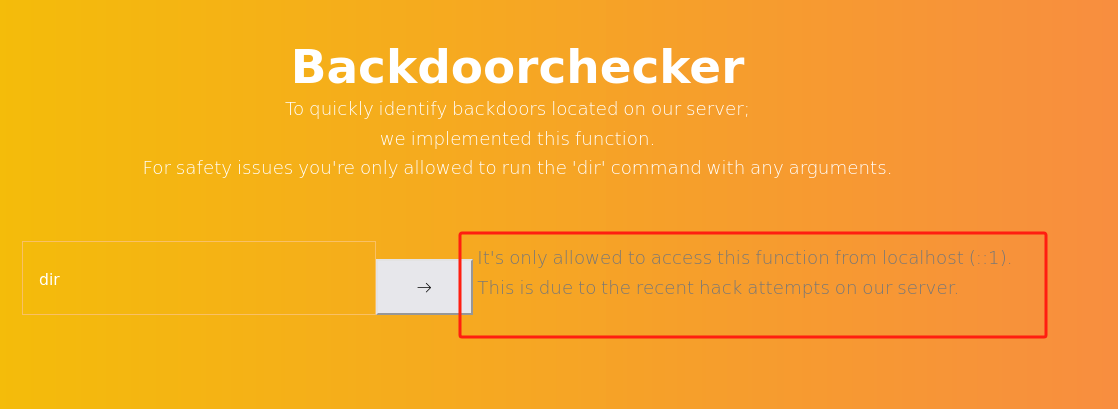 Backdoorchecker
To quickly identify backdoors located on our server;
we implemented this function.
For safety issues you're only allowed to run the 'dir' command with any arguments.
dir
→
It's only allowed to access this function from localhost (::1).
This is due to the recent hack attempts on our server.